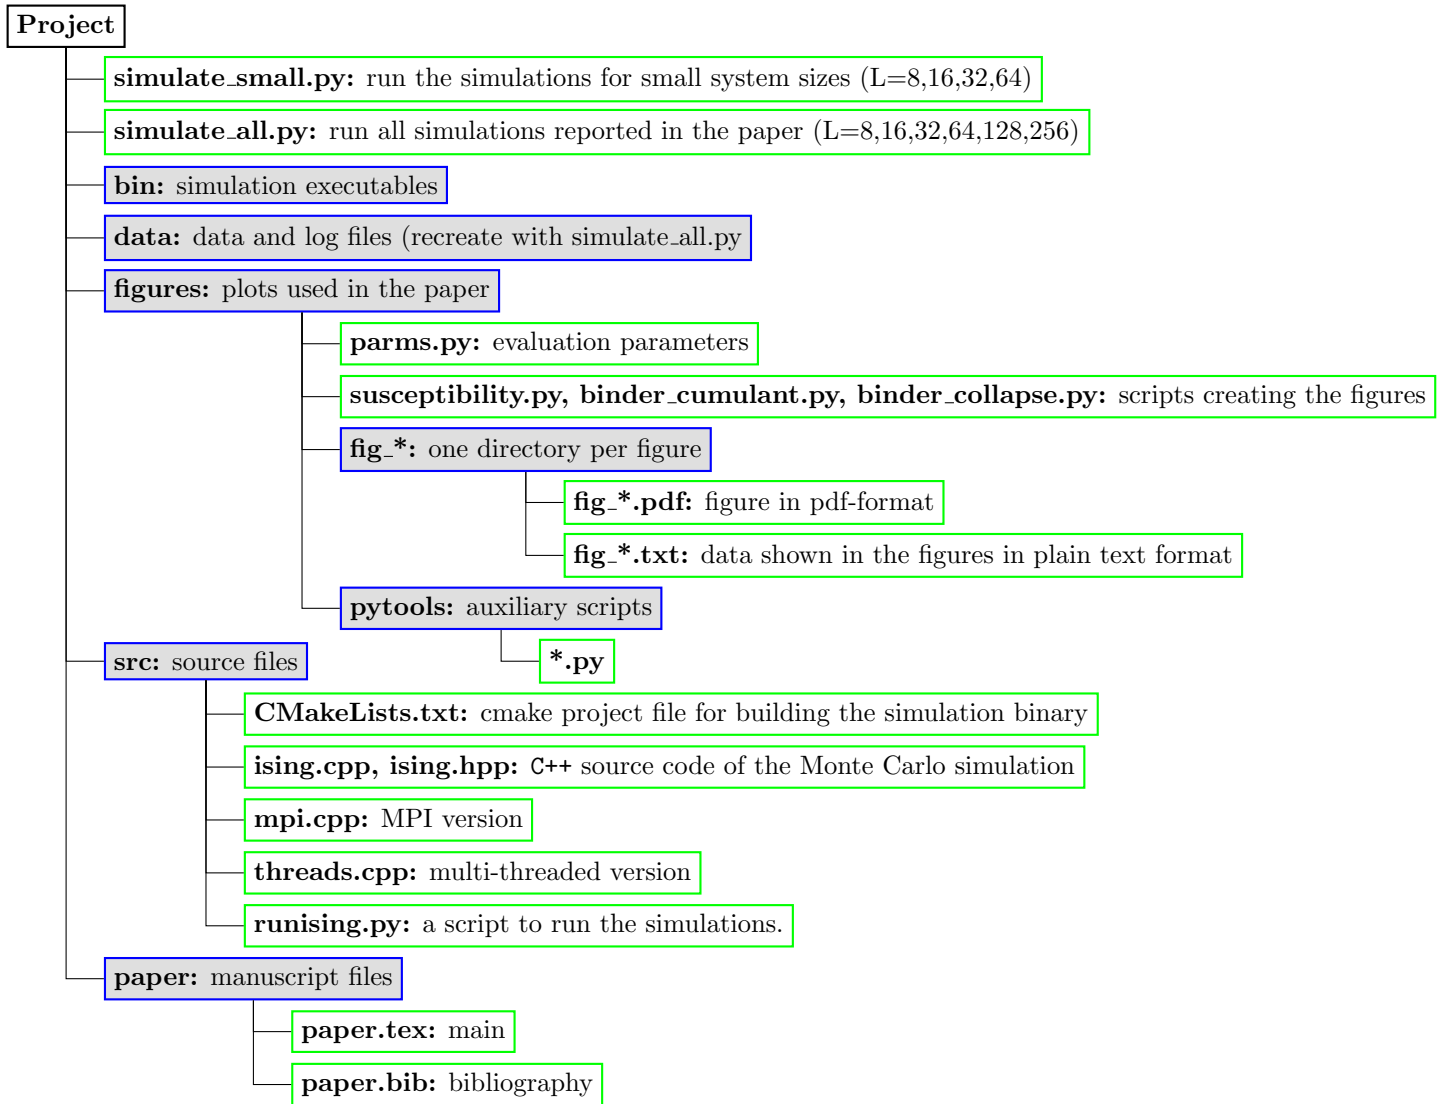 Project
simulate_small.py: run the simulations for small system sizes (L=8,16,32,64)
simulate_all.py: run all simulations reported in the paper (L=8,16,32,64,128,256)
bin: simulation executables
data: data and log files (recreate with simulate_all.py
figures: plots used in the paper
parms.py: evaluation parameters
susceptibility.py, binder_cumulant.py, binder_collapse.py: scripts creating the figures
fig_*: one directory per figure
fig_*.pdf: figure in pdf-format
fig_*.txt: data shown in the figures in plain text format
pytools: auxiliary scripts
*.py
src: source files
CMakeLists.txt: cmake project file for building the simulation binary
ising.cpp, ising.hpp: C++ source code of the Monte Carlo simulation
mpi.cpp: MPI version
threads.cpp: multi-threaded version
runising.py: a script to run the simulations.
paper: manuscript files
paper.tex: main
paper.bib: bibliography